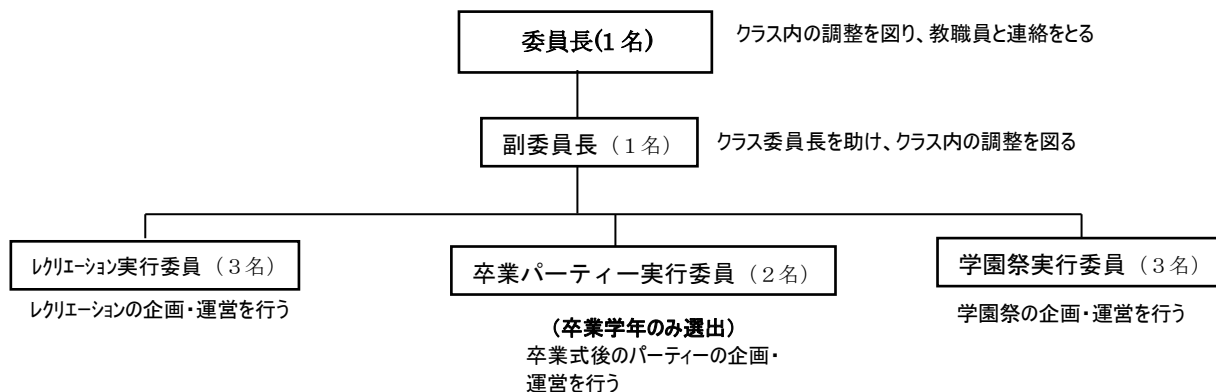 委員長(1名)
クラス内の調整を図り、教職員と連絡をとる
副委員長（1名）
クラス委員長を助け、クラス内の調整を図る
ﾚｸﾘｴｰｼｮﾝ実行委員（3名）
ﾚｸﾘｴｰｼｮﾝの企画・運営を行う
卒業パーティー実行委員（2名）
(卒業学年のみ選出)
卒業式後のパーティーの企画・
運営を行う
学園祭実行委員（3名）
学園祭の企画・運営を行う